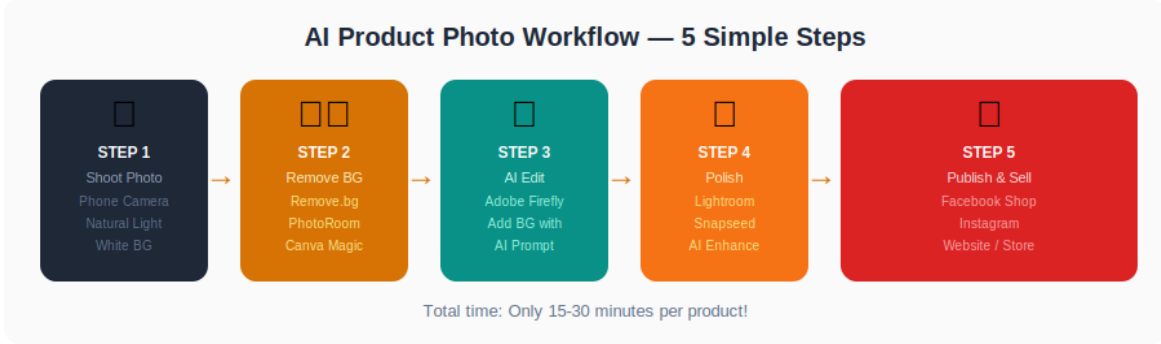 AI Product Photo Workflow — 5 Simple Steps
STEP 1
Shoot Photo
Phone Camera
Natural Light
White BG
→
STEP 2
Remove BG
Remove.bg
PhotoRoom
Canva Magic
→
STEP 3
AI Edit
Adobe Firefly
Add BG with
AI Prompt
→
STEP 4
Polish
Lightroom
Snapseed
AI Enhance
→
STEP 5
Publish & Sell
Facebook Shop
Instagram
Website / Store
Total time: Only 15-30 minutes per product!